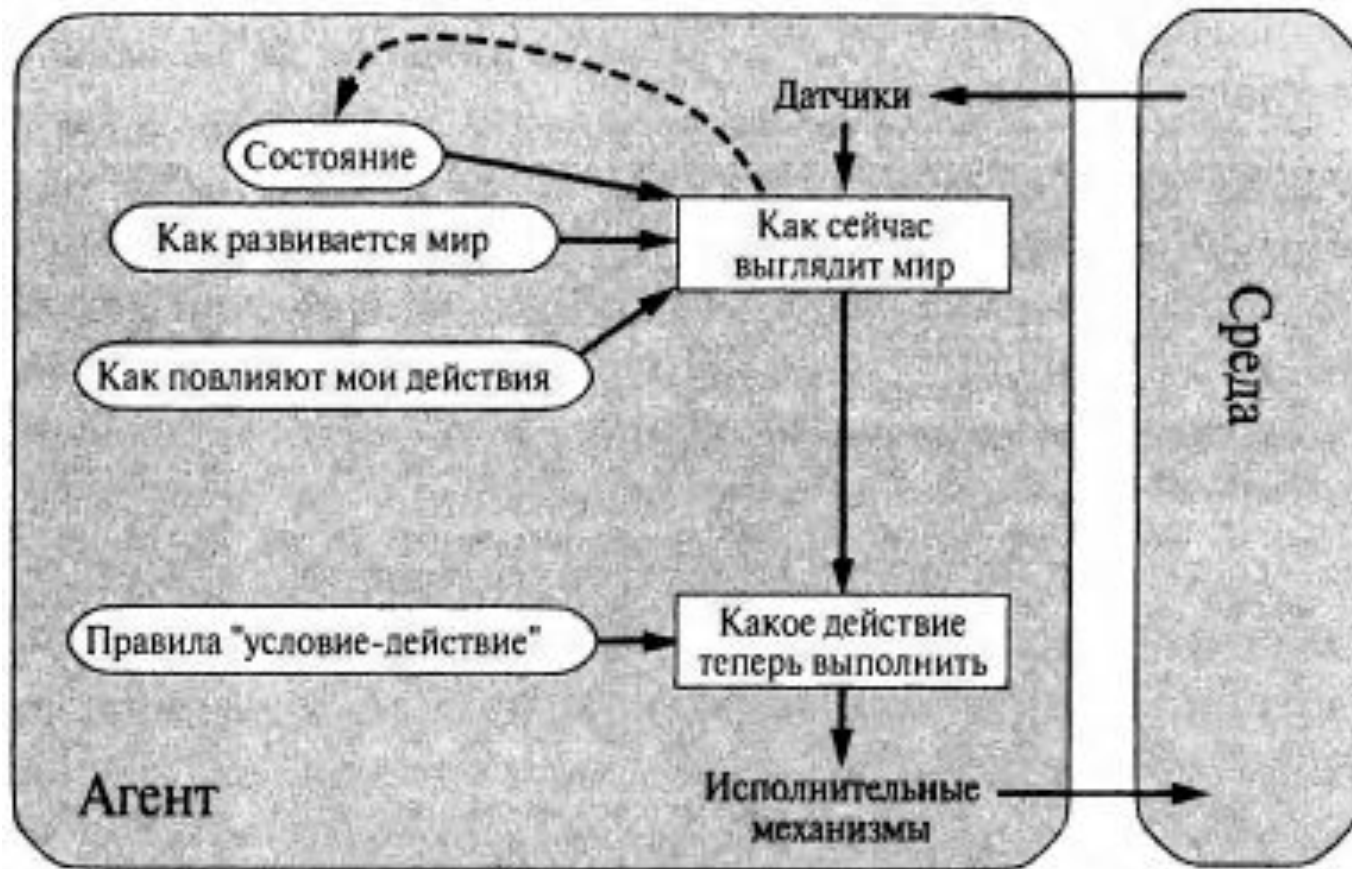 Датчики
Состояние
Как развивается мир
Как сейчас
выглядит мир
Как повлияют мои действия
Среда
Правила "условие-действие"
Какое действие
теперь выполнить
Агент
Исполнительные
механизмы